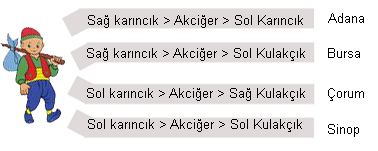 Sağ karıncık > Akciğer > Sol Karıncık Adana
Sağ karıncık > Akciğer > Sol Kulakçık Bursa
Sol karıncık > Akciğer > Sağ Kulakçık Çorum
Sol karıncık > Akciğer > Sol Kulakçık Sinop